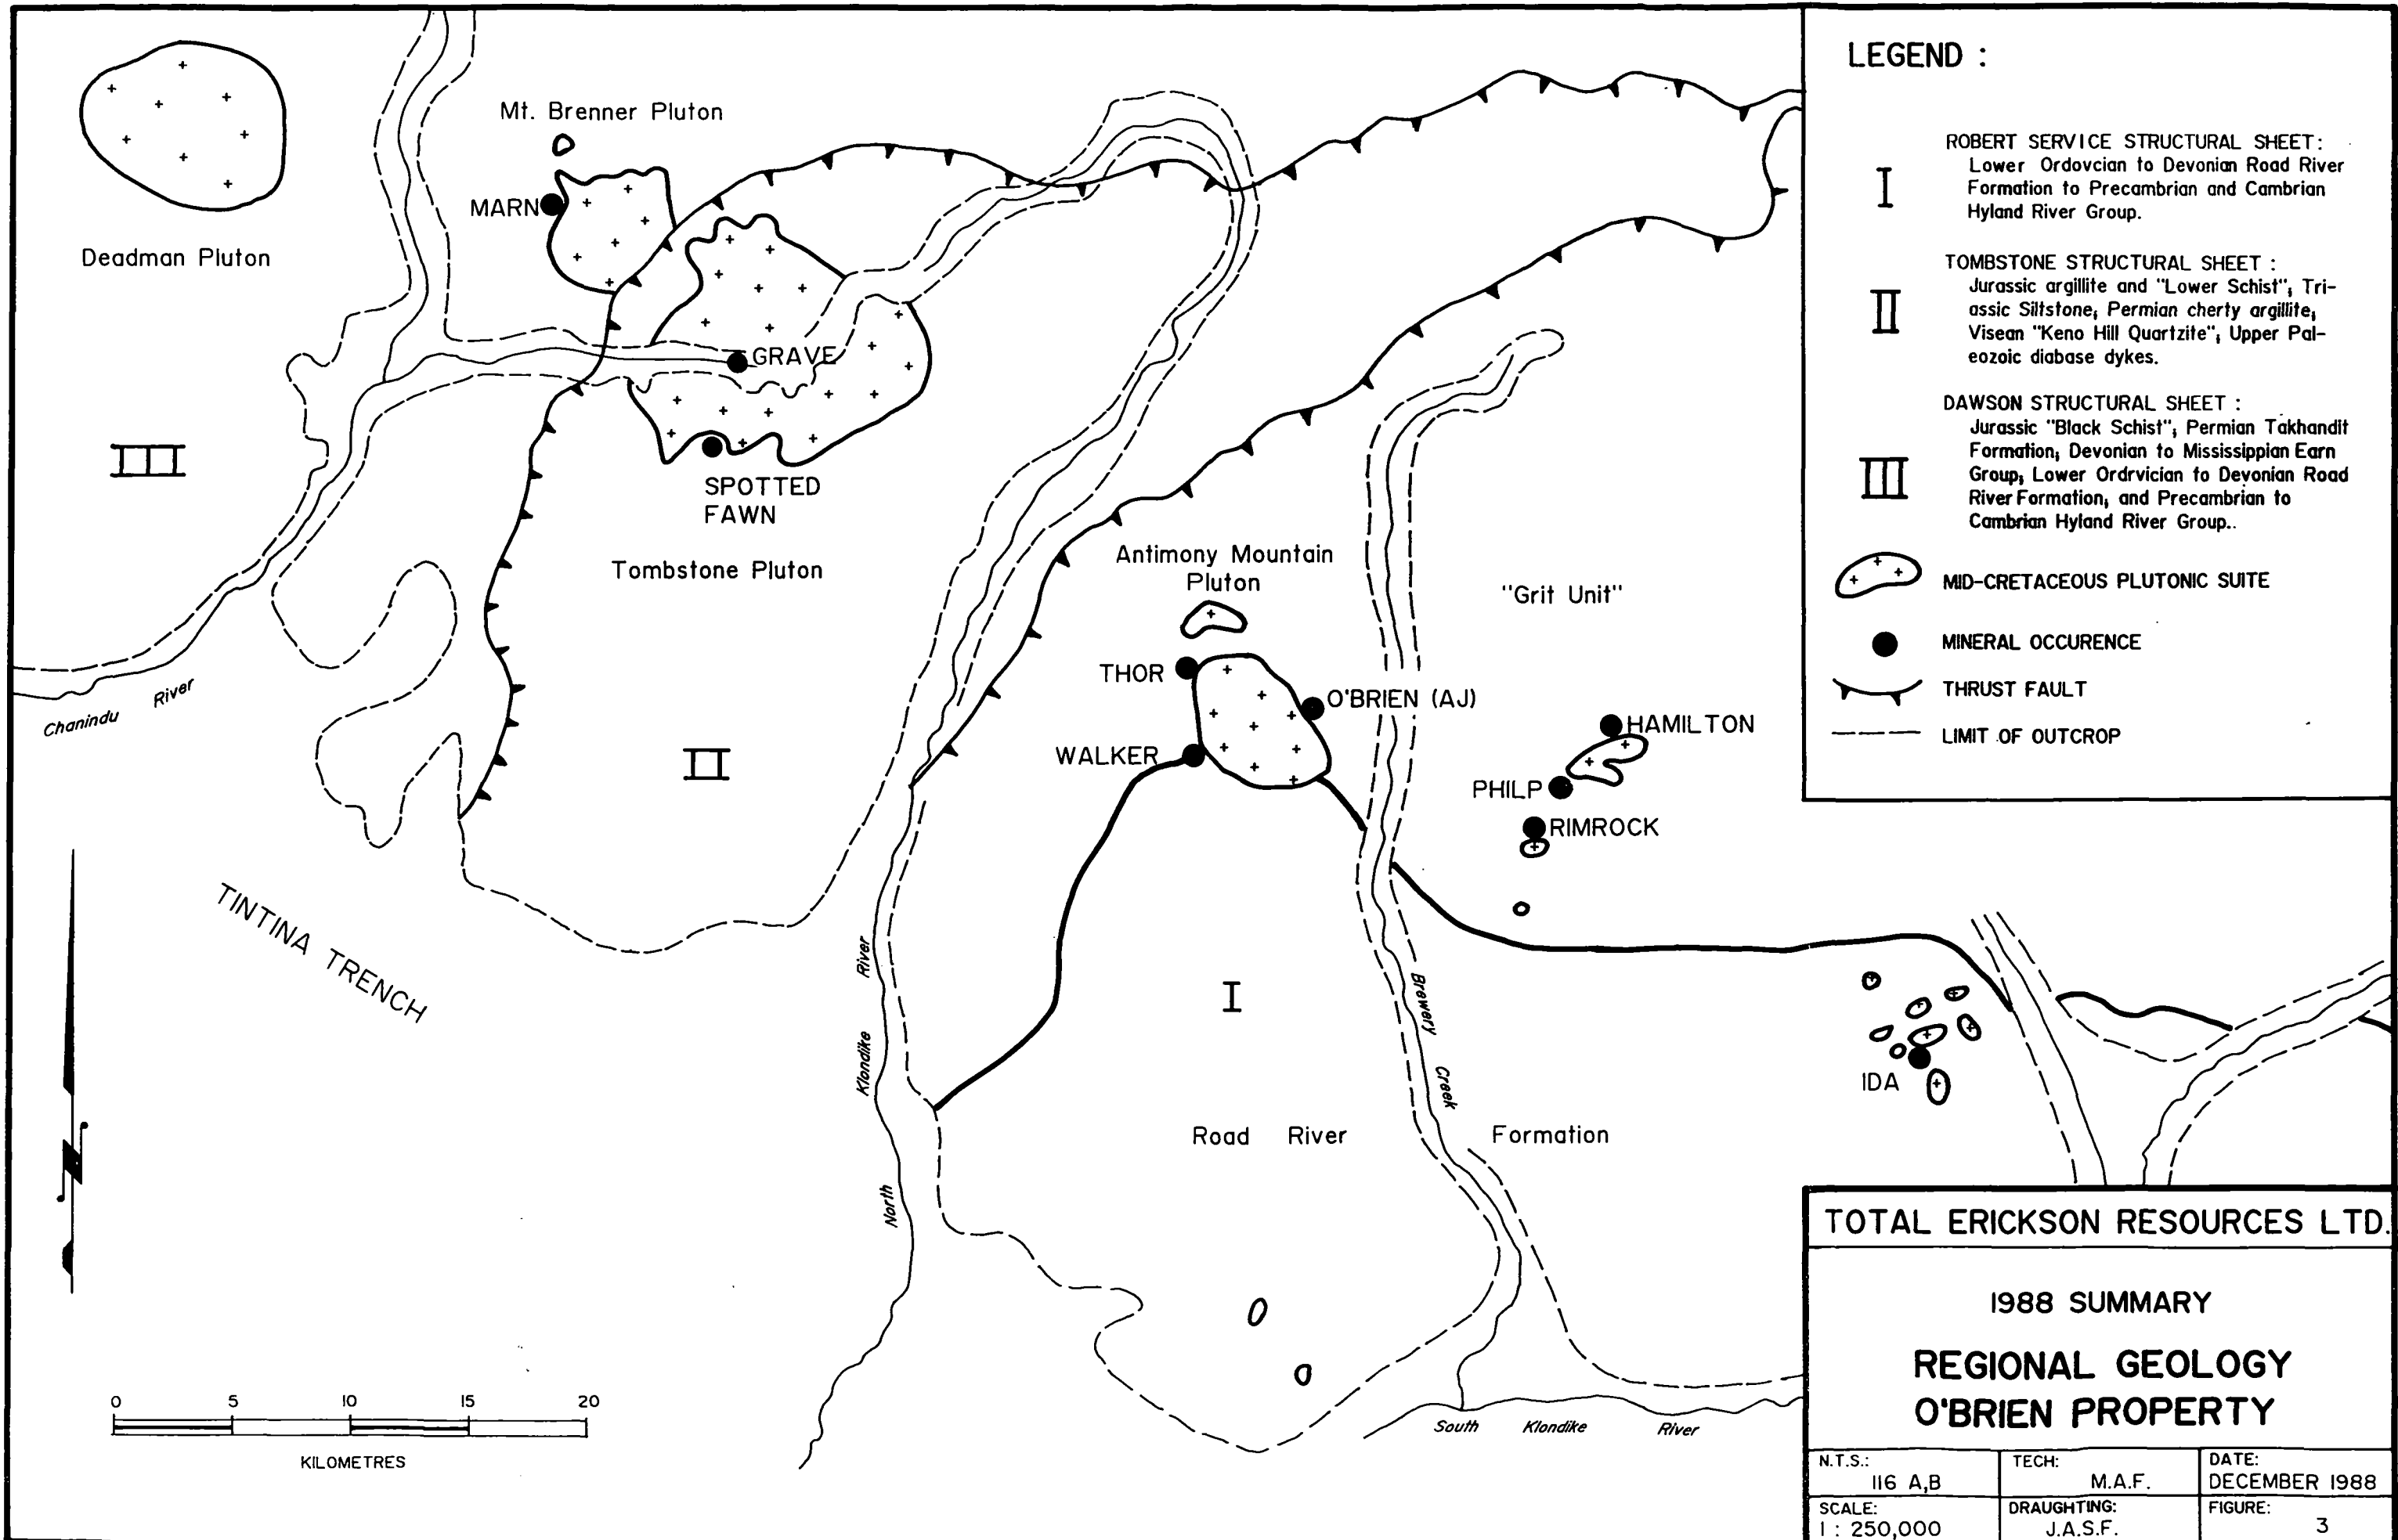 Mt. Brenner Pluton
MARN
Deadman Pluton
GRAVE
III
SPOTTED
FAWN
Tombstone Pluton
Antimony Mountain
Pluton
"Grit Unit"
THOR
O'BRIEN (AJ)
Chanindu River
II
WALKER
HAMILTON
PHILP
RIMROCK
TINTINA TRENCH
North Klondike River
I
Brewery Creek
IDA
Road River Formation
South Klondike River
0 5 10 15 20
KILOMETRES
LEGEND :
I
ROBERT SERVICE STRUCTURAL SHEET:
Lower Ordovcian to Devonian Road River
Formation to Precambrian and Cambrian
Hyland River Group.
II
TOMBSTONE STRUCTURAL SHEET :
Jurassic argillite and "Lower Schist"; Tri-
assic Siltstone; Permian cherty argillite;
Visean "Keno Hill Quartzite"; Upper Pal-
eozoic diabase dykes.
III
DAWSON STRUCTURAL SHEET :
Jurassic "Black Schist"; Permian Takhandit
Formation; Devonian to Mississippian Earn
Group; Lower Ordrvician to Devonian Road
River Formation; and Precambrian to
Cambrian Hyland River Group..
MID-CRETACEOUS PLUTONIC SUITE
MINERAL OCCURENCE
THRUST FAULT
LIMIT OF OUTCROP
TOTAL ERICKSON RESOURCES LTD.
1988 SUMMARY
REGIONAL GEOLOGY
O'BRIEN PROPERTY
N.T.S.:
116 A,B
TECH:
M.A.F.
DATE:
DECEMBER 1988
SCALE:
1 : 250,000
DRAUGHTING:
J.A.S.F.
FIGURE:
3